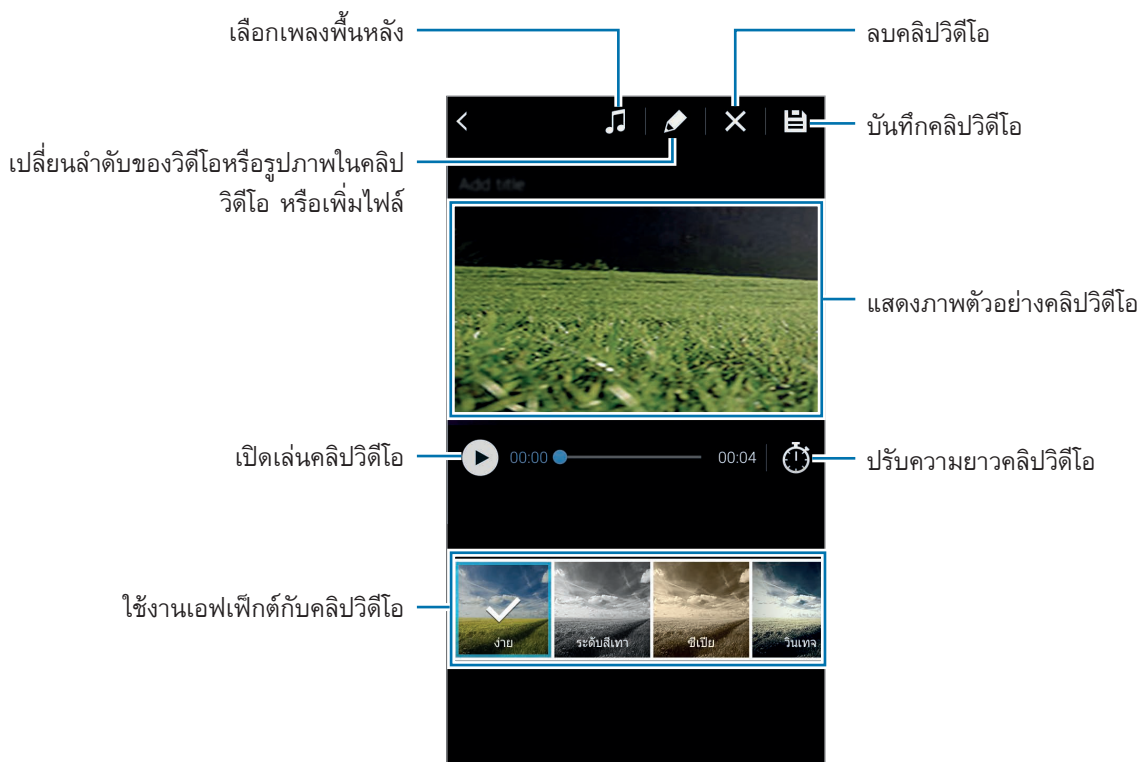 เลือกเพลงพื้นหลัง
ลบคลิปวิดีโอ
บันทึกคลิปวิดีโอ
เปลี่ยนลำดับของวิดีโอหรือรูปภาพในคลิป
วิดีโอ หรือเพิ่มไฟล์
Add title
แสดงภาพตัวอย่างคลิปวิดีโอ
เปิดเล่นคลิปวิดีโอ
00:00
00:04
ปรับความยาวคลิปวิดีโอ
ใช้งานเอฟเฟ็กต์กับคลิปวิดีโอ
ง่าย
ระดับสีเทา
ซีเปีย
วินเทจ